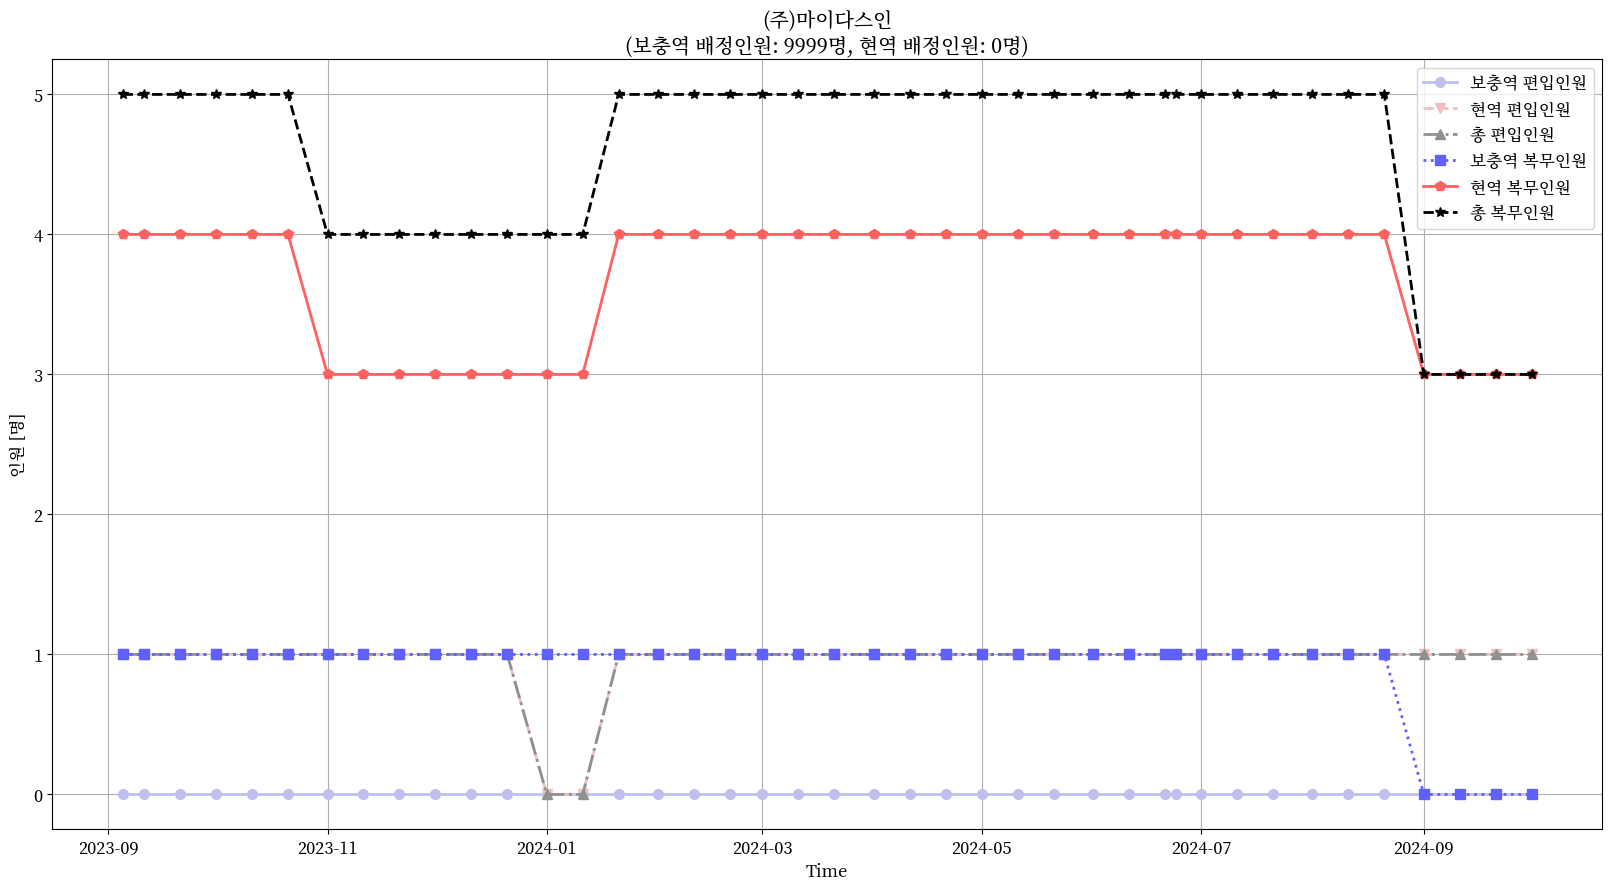 (주)마이다스인
(보충역 배정인원: 9999명, 현역 배정인원: 0명)
보충역 편입인원
현역 편입인원
총 편입인원
보충역 복무인원
현역 복무인원
총 복무인원
인원 [명]
5
4
3
2
1
0
2023-09
2023-11
2024-01
2024-03
2024-05
2024-07
2024-09
Time